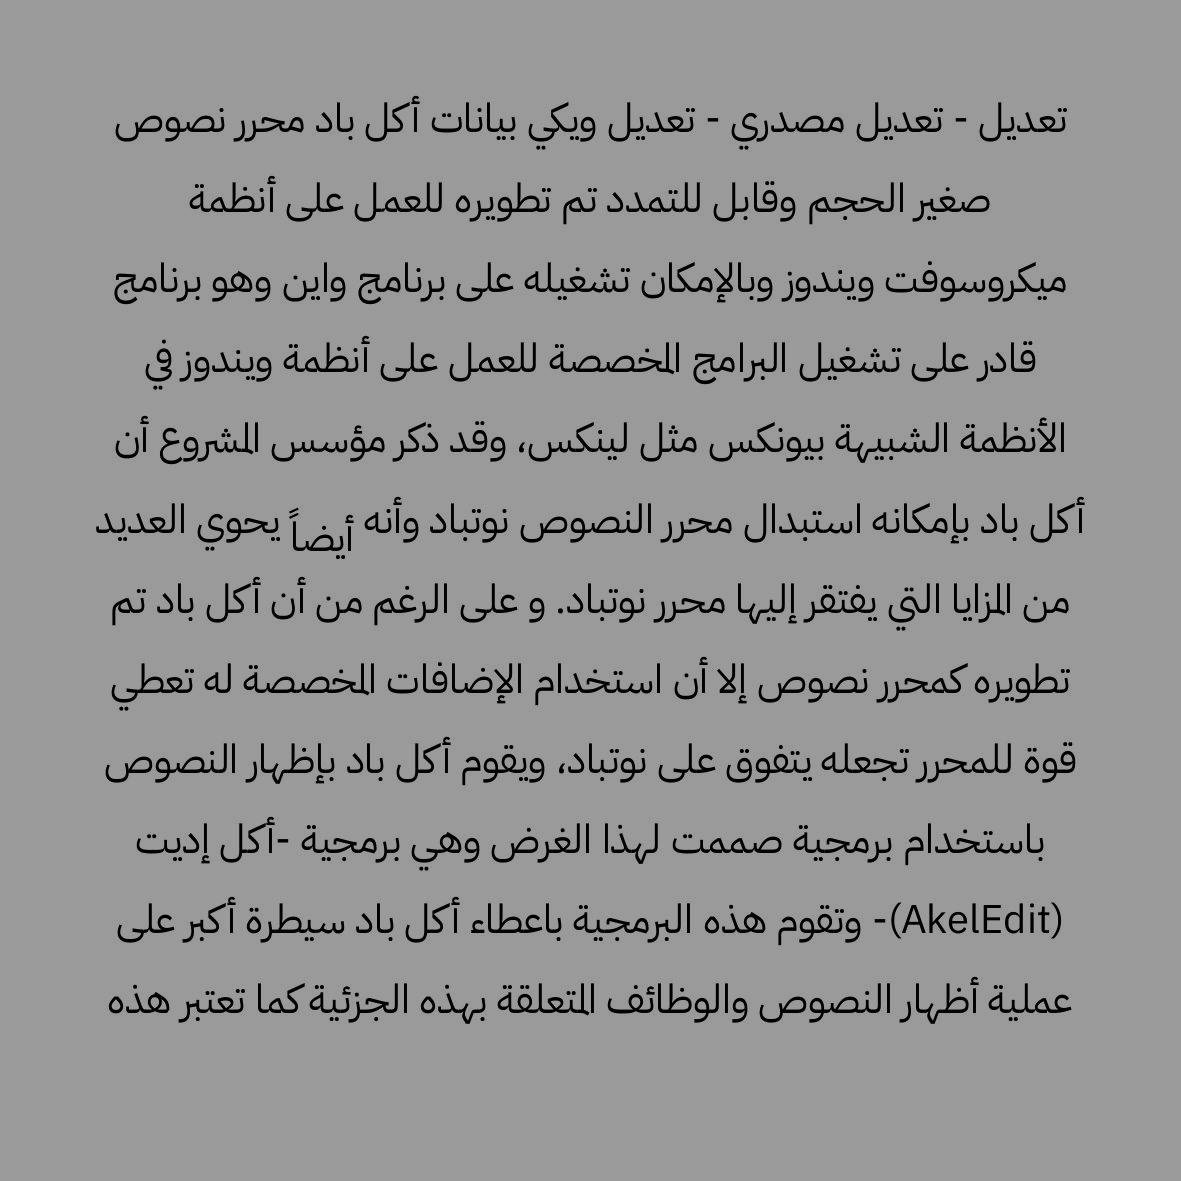 تعديل - تعديل مصدري - تعديل ويكي بيانات أكل باد محرر نصوص
صغير الحجم وقابل للتمدد تم تطويره للعمل على أنظمة
ميكروسوفت ويندوز وبالإمكان تشغيله على برنامج واين وهو برنامج
قادر على تشغيل البرامج المخصصة للعمل على أنظمة ويندوز في
الأنظمة الشبيهة بيونكس مثل لينكس، وقد ذكر مؤسس المشروع أن
أكل باد بإمكانه استبدال محرر النصوص نوتباد وأنه أيضاً يحوي العديد
من المزايا التي يفتقر إليها محرر نوتباد. و على الرغم من أن أكل باد تم
تطويره كمحرر نصوص إلا أن استخدام الإضافات المخصصة له تعطي
قوة للمحرر تجعله يتفوق على نوتباد، ويقوم أكل باد بإظهار النصوص
باستخدام برمجية صممت لهذا الغرض وهي برمجية -أكل إديت
(AkelEdit)- وتقوم هذه البرمجية باعطاء أكل باد سيطرة أكبر على
عملية أظهار النصوص والوظائف المتعلقة بهذه الجزئية كما تعتبر هذه